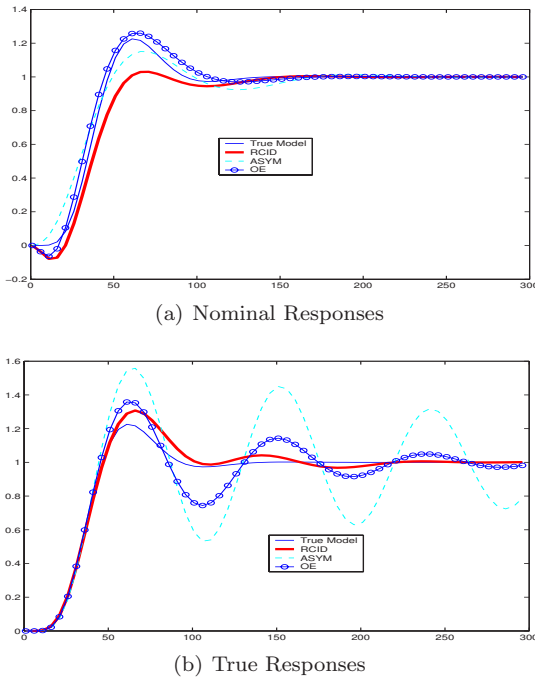 1.4
1.2
1
0.8
0.6
0.4
0.2
0
−0.2
True Model
RCID
ASYM
OE
0 50 100 150 200 250 300
(a) Nominal Responses
1.6
1.4
1.2
1
0.8
0.6
0.4
0.2
0
True Model
RCID
ASYM
OE
0 50 100 150 200 250 300
(b) True Responses